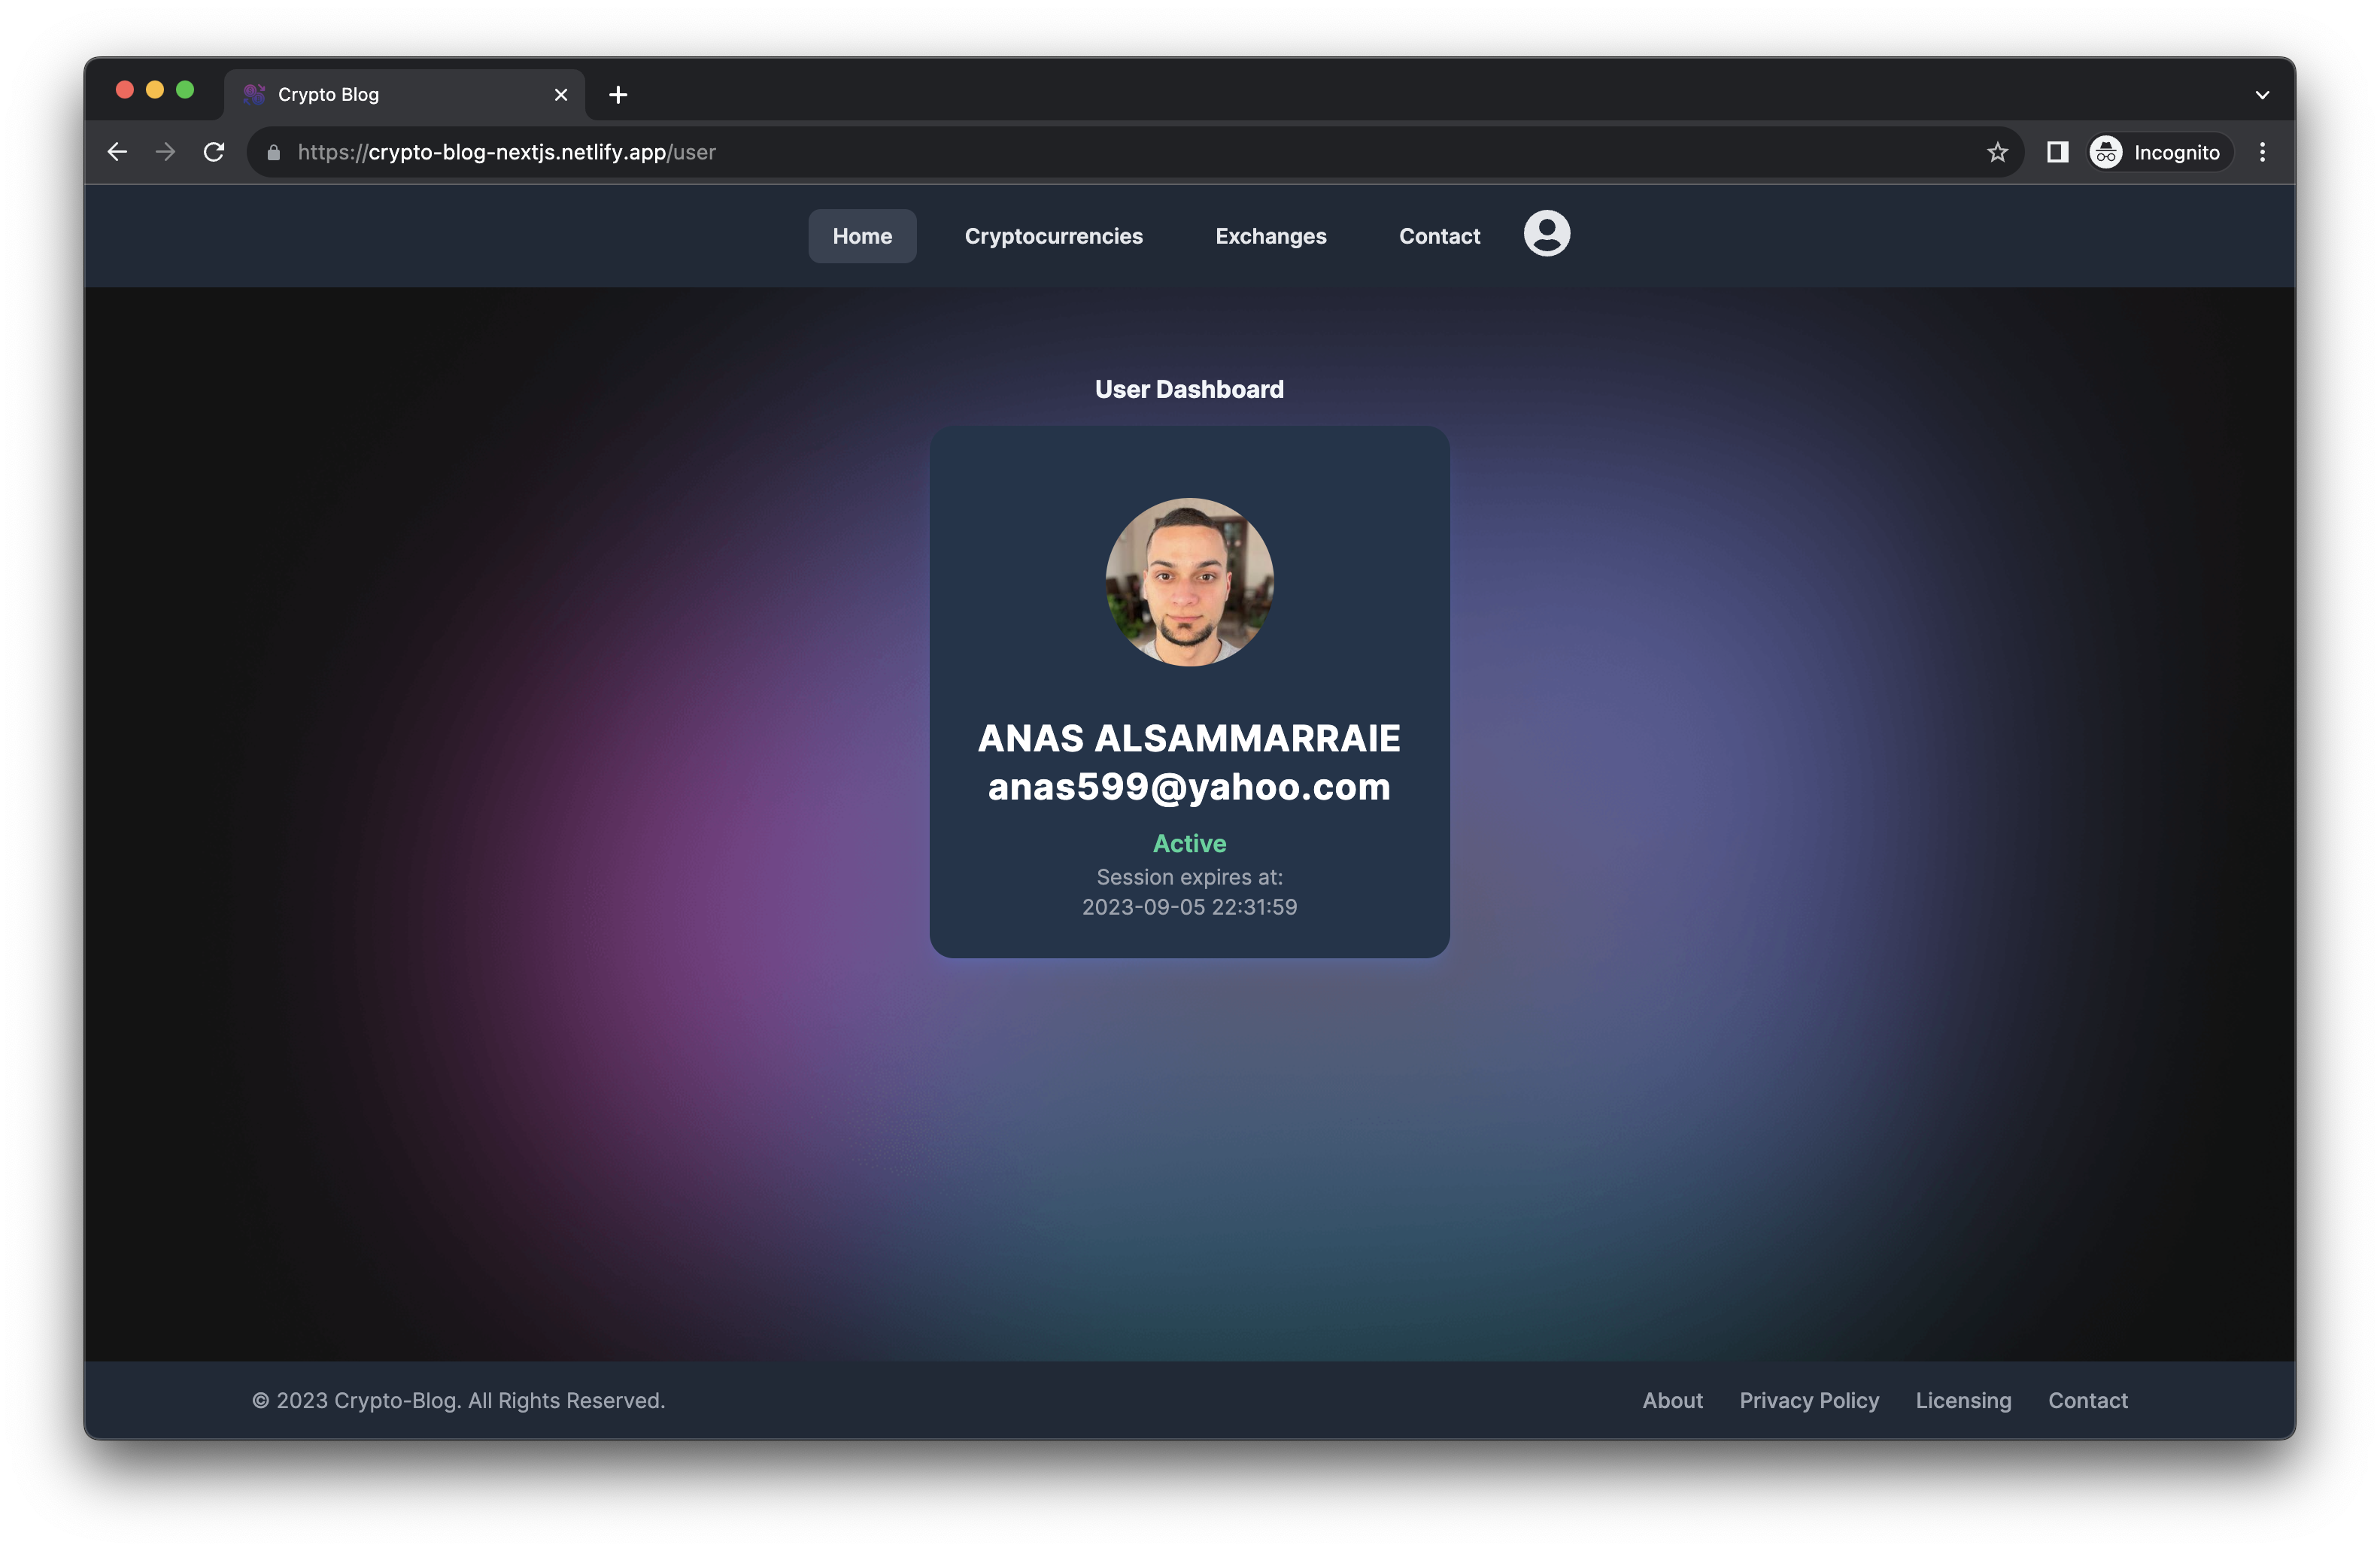 Crypto Blog
https://crypto-blog-nextjs.netlify.app/user
Incognito
Home
Cryptocurrencies
Exchanges
Contact
User Dashboard
ANAS ALSAMMARRAIE
anas599@yahoo.com
Active
Session expires at:
2023-09-05 22:31:59
© 2023 Crypto-Blog. All Rights Reserved.
About
Privacy Policy
Licensing
Contact